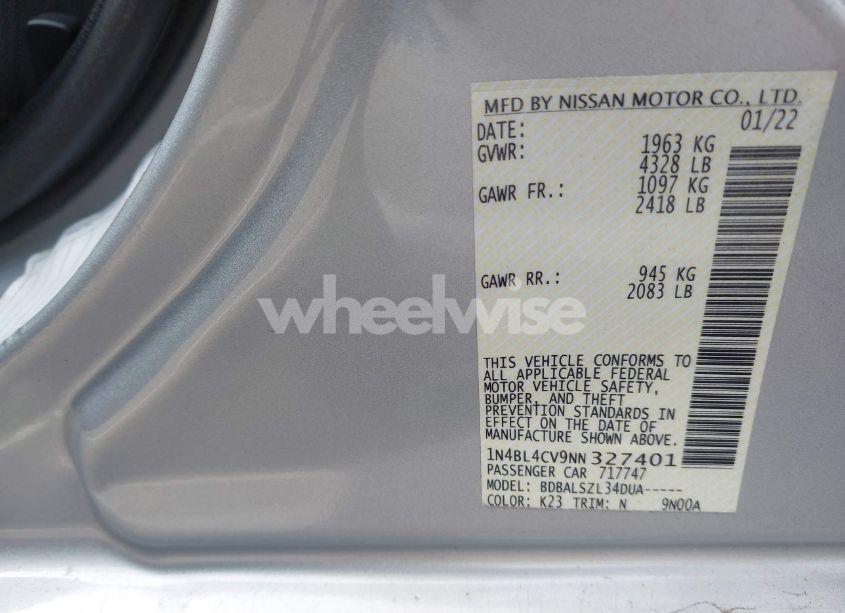 MFD BY NISSAN MOTOR CO., LTD.
DATE: 01/22
GVWR: 1963 KG
4328 LB
GAWR FR.: 1097 KG
2418 LB
GAWR RR.: 945 KG
2083 LB
wheelwise
THIS VEHICLE CONFORMS TO
ALL APPLICABLE FEDERAL
MOTOR VEHICLE SAFETY,
BUMPER, AND THEFT
PREVENTION STANDARDS IN
EFFECT ON THE DATE OF
MANUFACTURE SHOWN ABOVE.
1N4BL4CV9NN327401
PASSENGER CAR 717747
MODEL: BDBALSZL34DUA-----
COLOR: K23 TRIM: N 9N00A